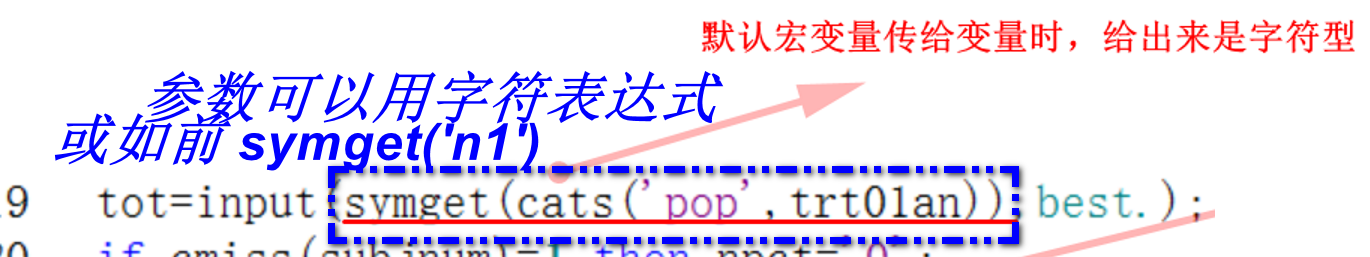 默认宏变量传给变量时，给出来是字符型
参数可以用字符表达式
或如前 symget('n1')
19 tot=input(symget(cats('pop',trt01an)),best.);